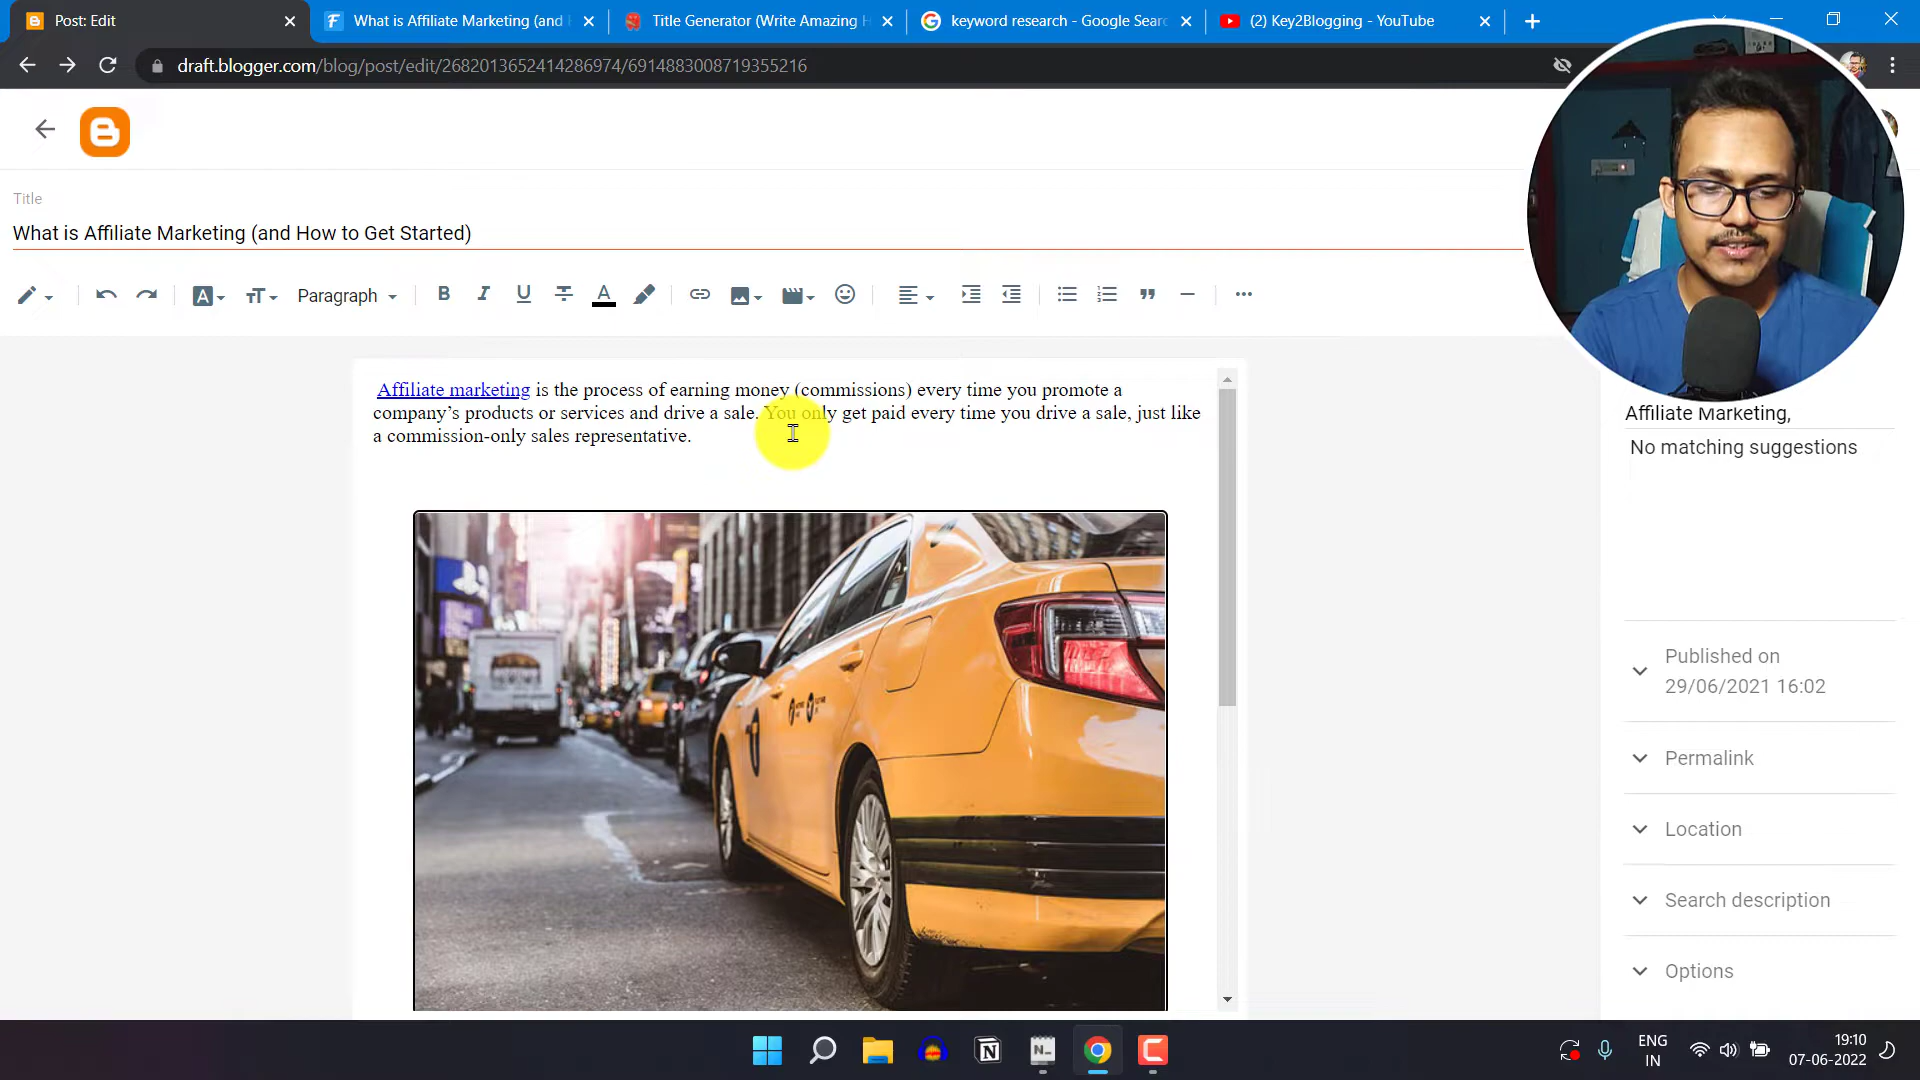 Post: Edit
What is Affiliate Marketing (and
Title Generator (Write Amazing H
keyword research - Google Sear
(2) Key2Blogging - YouTube
draft.blogger.com/blog/post/edit/2682013652414286974/6914883008719355216
Title
What is Affiliate Marketing (and How to Get Started)
Paragraph
Affiliate marketing is the process of earning money (commissions) every time you promote a
company's products or services and drive a sale. You only get paid every time you drive a sale, just like
a commission-only sales representative.
Affiliate Marketing,
No matching suggestions
Published on
29/06/2021 16:02
Permalink
Location
Search description
Options
ENG
IN
19:10
07-06-2022